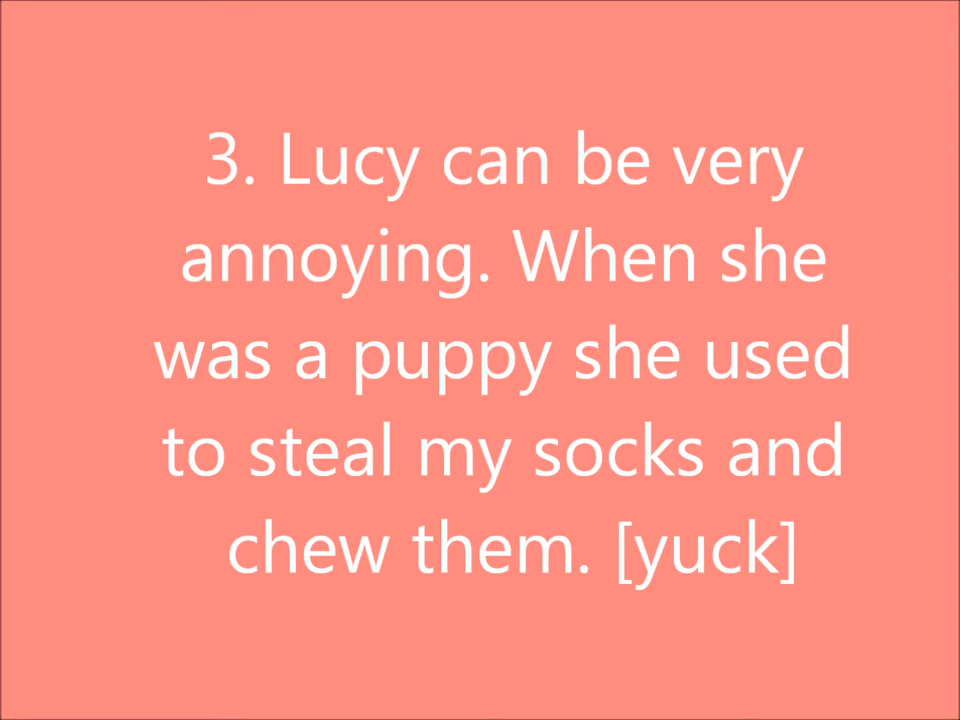 3. Lucy can be very
annoying. When she
was a puppy she used
to steal my socks and
chew them. [yuck]